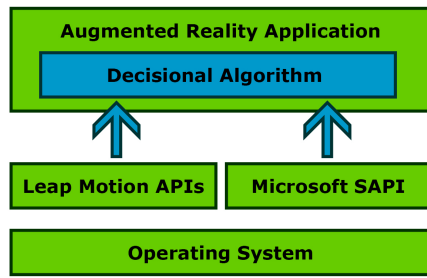 Augmented Reality Application
Decisional Algorithm
Leap Motion APIs
Microsoft SAPI
Operating System